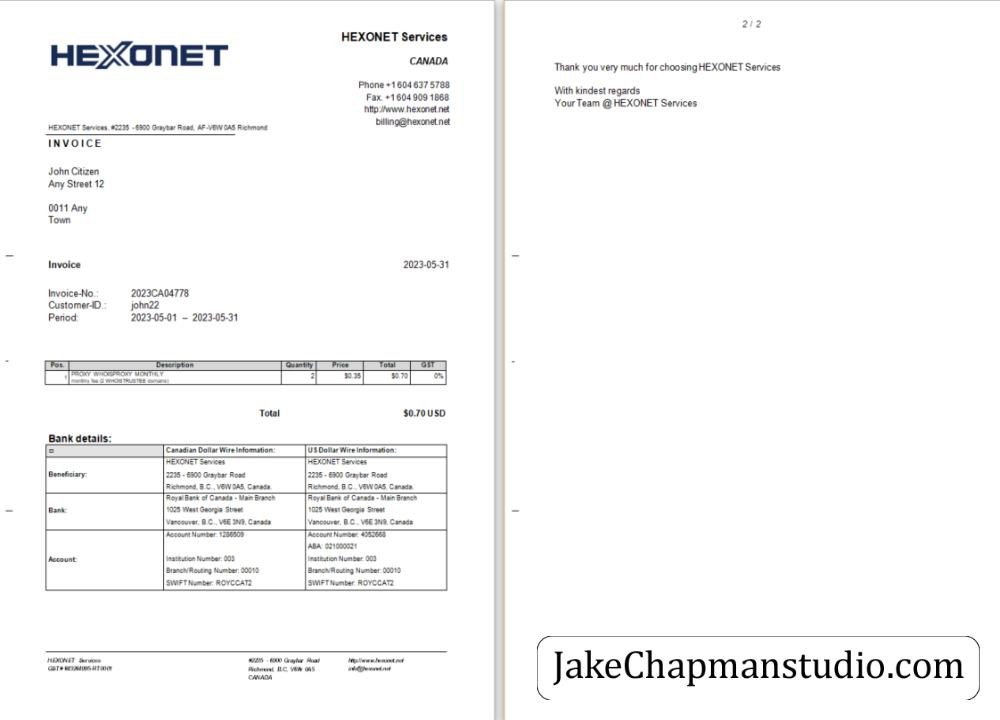 HEXONET
HEXONET Services
CANADA
Phone +1 604 637 5788
Fax. +1 604 909 1868
http://www.hexonet.net
billing@hexonet.net
HEXONET Services, #2235 - 6900 Graybar Road, AF-V6W 0A5 Richmond
INVOICE
John Citizen
Any Street 12
0011 Any
Town
Invoice 2023-05-31
Invoice-No.: 2023CA04778
Customer-ID.: john22
Period: 2023-05-01 – 2023-05-31
Pos. Description Quantity Price Total GST
1 PROXY WHOISPROXY MONTHLY 2 $0.35 $0.70 0%
monthly fee (2 WHOISTRUSTEE domains)
Total $0.70 USD
Bank details:
Canadian Dollar Wire Information: US Dollar Wire Information:
HEXONET Services HEXONET Services
Beneficiary: 2235 - 6900 Graybar Road 2235 - 6900 Graybar Road
Richmond, B.C., V6W 0A5, Canada. Richmond, B.C., V6W 0A5, Canada.
Royal Bank of Canada - Main Branch Royal Bank of Canada - Main Branch
Bank: 1025 West Georgia Street 1025 West Georgia Street
Vancouver, B.C., V6E 3N9, Canada Vancouver, B.C., V6E 3N9, Canada
Account Number: 1286509 Account Number: 4052668
ABA: 021000021
Account: Institution Number: 003 Institution Number: 003
Branch/Routing Number: 00010 Branch/Routing Number: 00010
SWIFT Number: ROYCCAT2 SWIFT Number: ROYCCAT2
HEXONET Services #2235 - 6900 Graybar Road http://www.hexonet.net
GST# Richmond, B.C, V6W 0A5 info@hexonet.net
CANADA
2 / 2
Thank you very much for choosing HEXONET Services
With kindest regards
Your Team @ HEXONET Services
JakeChapmanstudio.com